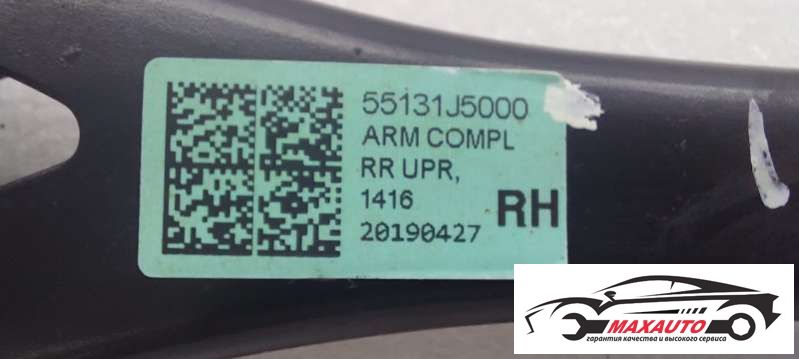 55131J5000
ARM COMPL
RR UPR,
1416
RH
20190427
MAXAUTO
гарантия качества и высокого сервиса